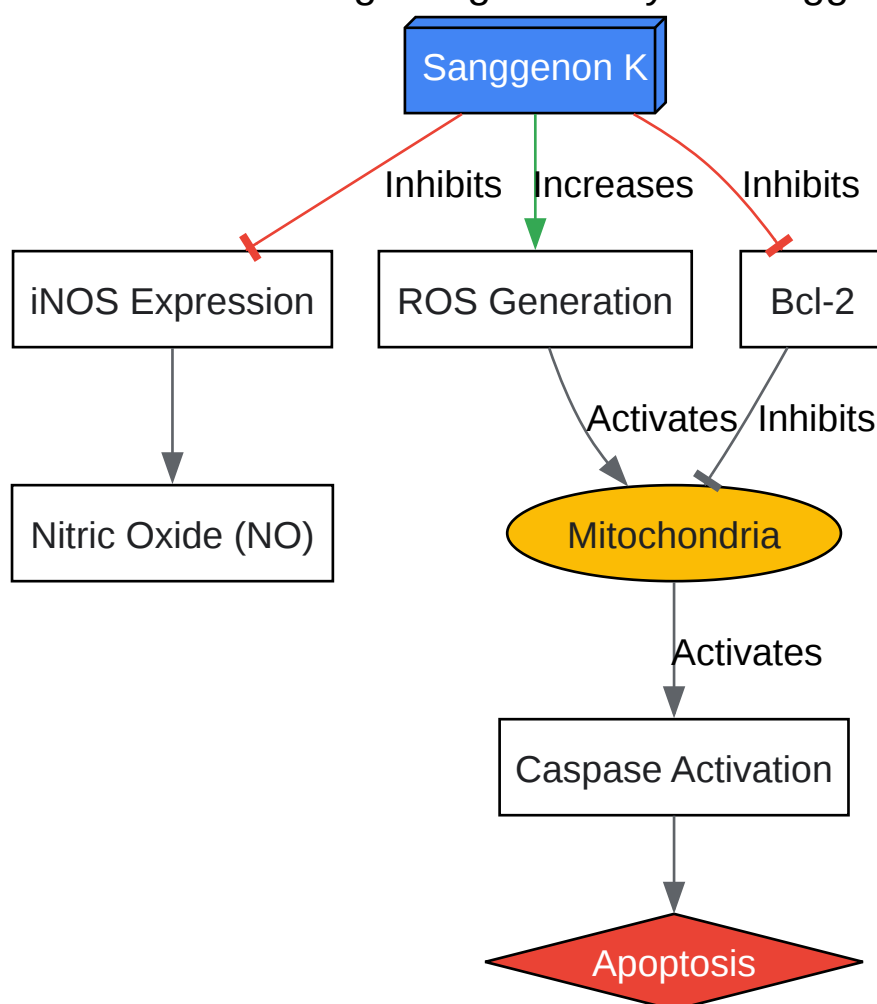 Sanggenon K
Inhibits Increases Inhibits
iNOS Expression ROS Generation Bcl-2
Activates Inhibits
Nitric Oxide (NO) Mitochondria
Activates
Caspase Activation
Apoptosis